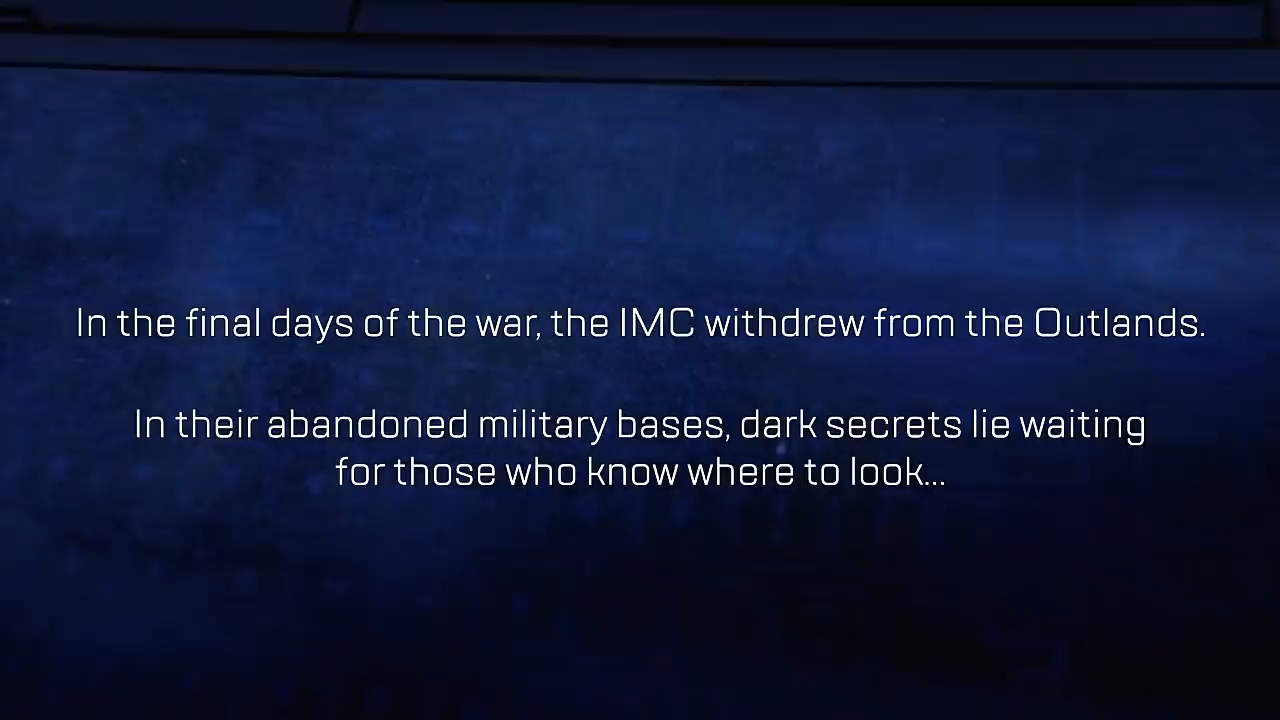 In the final days of the war, the IMC withdrew from the Outlands.
In their abandoned military bases, dark secrets lie waiting
for those who know where to look...